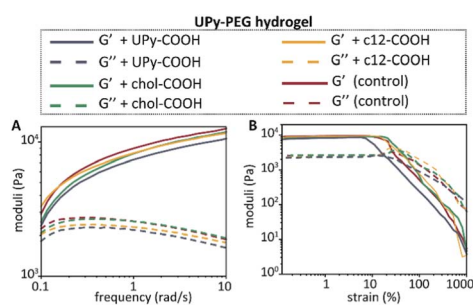 UPy-PEG hydrogel
G' + UPy-COOH
G'' + UPy-COOH
G' + chol-COOH
G'' + chol-COOH
G' + c12-COOH
G'' + c12-COOH
G' (control)
G'' (control)
A
moduli (Pa)
10⁴
10³
0.1
1
10
frequency (rad/s)
B
moduli (Pa)
10⁴
10³
10²
10¹
10⁰
1
10
100
1000
strain (%)